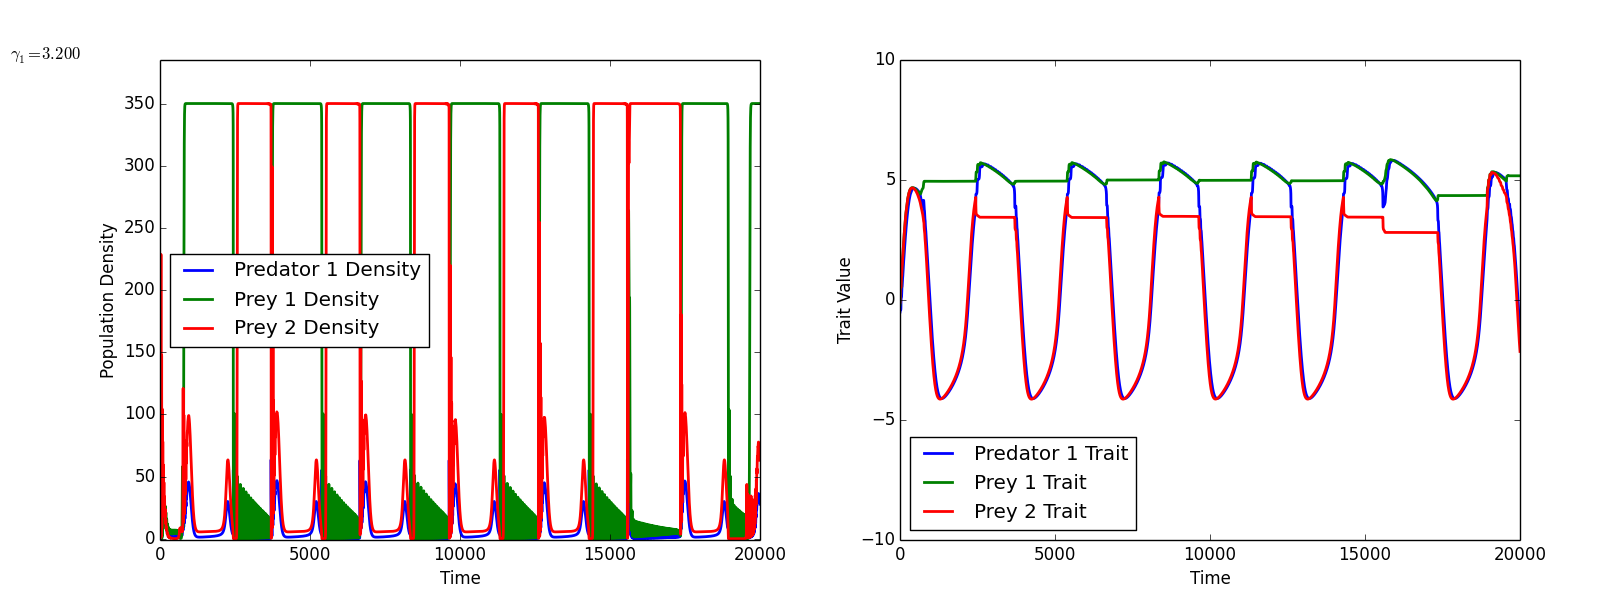 γ₁=3.200
Population Density
350
300
250
200
150
100
50
0
Predator 1 Density
Prey 1 Density
Prey 2 Density
0 5000 10000 15000 20000
Time
Trait Value
10
5
0
−5
−10
Predator 1 Trait
Prey 1 Trait
Prey 2 Trait
0 5000 10000 15000 20000
Time